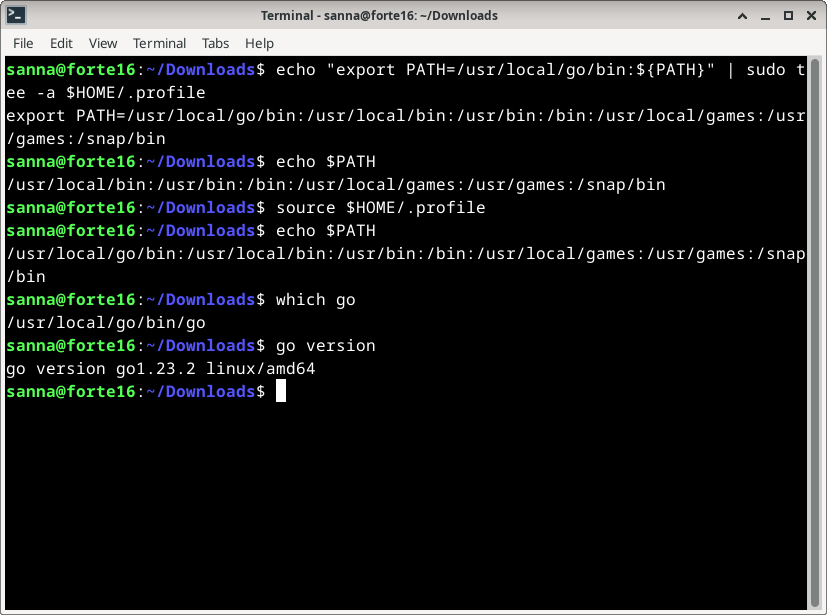 Terminal - sanna@forte16: ~/Downloads
File Edit View Terminal Tabs Help
sanna@forte16:~/Downloads$ echo "export PATH=/usr/local/go/bin:${PATH}" | sudo t
ee -a $HOME/.profile
export PATH=/usr/local/go/bin:/usr/local/bin:/usr/bin:/bin:/usr/local/games:/usr
/games:/snap/bin
sanna@forte16:~/Downloads$ echo $PATH
/usr/local/bin:/usr/bin:/bin:/usr/local/games:/usr/games:/snap/bin
sanna@forte16:~/Downloads$ source $HOME/.profile
sanna@forte16:~/Downloads$ echo $PATH
/usr/local/go/bin:/usr/local/bin:/usr/bin:/bin:/usr/local/games:/usr/games:/snap
/bin
sanna@forte16:~/Downloads$ which go
/usr/local/go/bin/go
sanna@forte16:~/Downloads$ go version
go version go1.23.2 linux/amd64
sanna@forte16:~/Downloads$